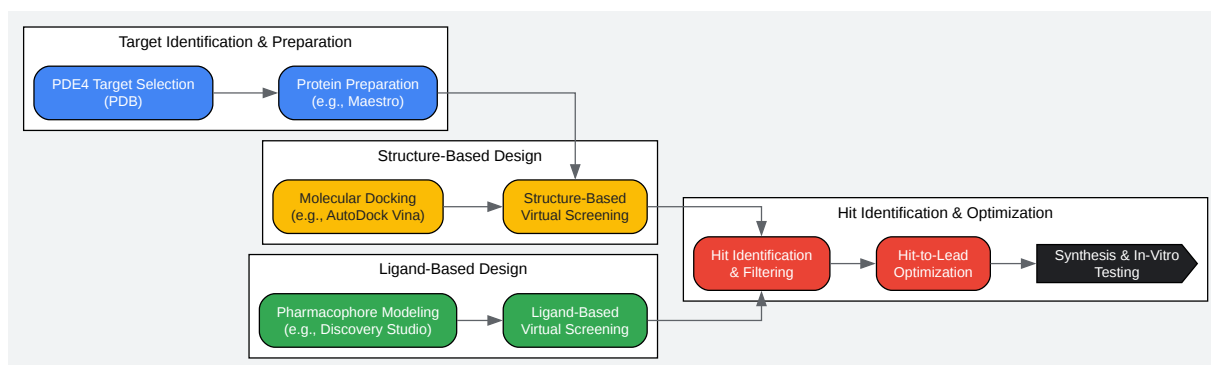 Target Identification & Preparation
PDE4 Target Selection
(PDB)
Protein Preparation
(e.g., Maestro)
Structure-Based Design
Molecular Docking
(e.g., AutoDock Vina)
Structure-Based
Virtual Screening
Ligand-Based Design
Pharmacophore Modeling
(e.g., Discovery Studio)
Ligand-Based
Virtual Screening
Hit Identification & Optimization
Hit Identification
& Filtering
Hit-to-Lead
Optimization
Synthesis & In-Vitro
Testing